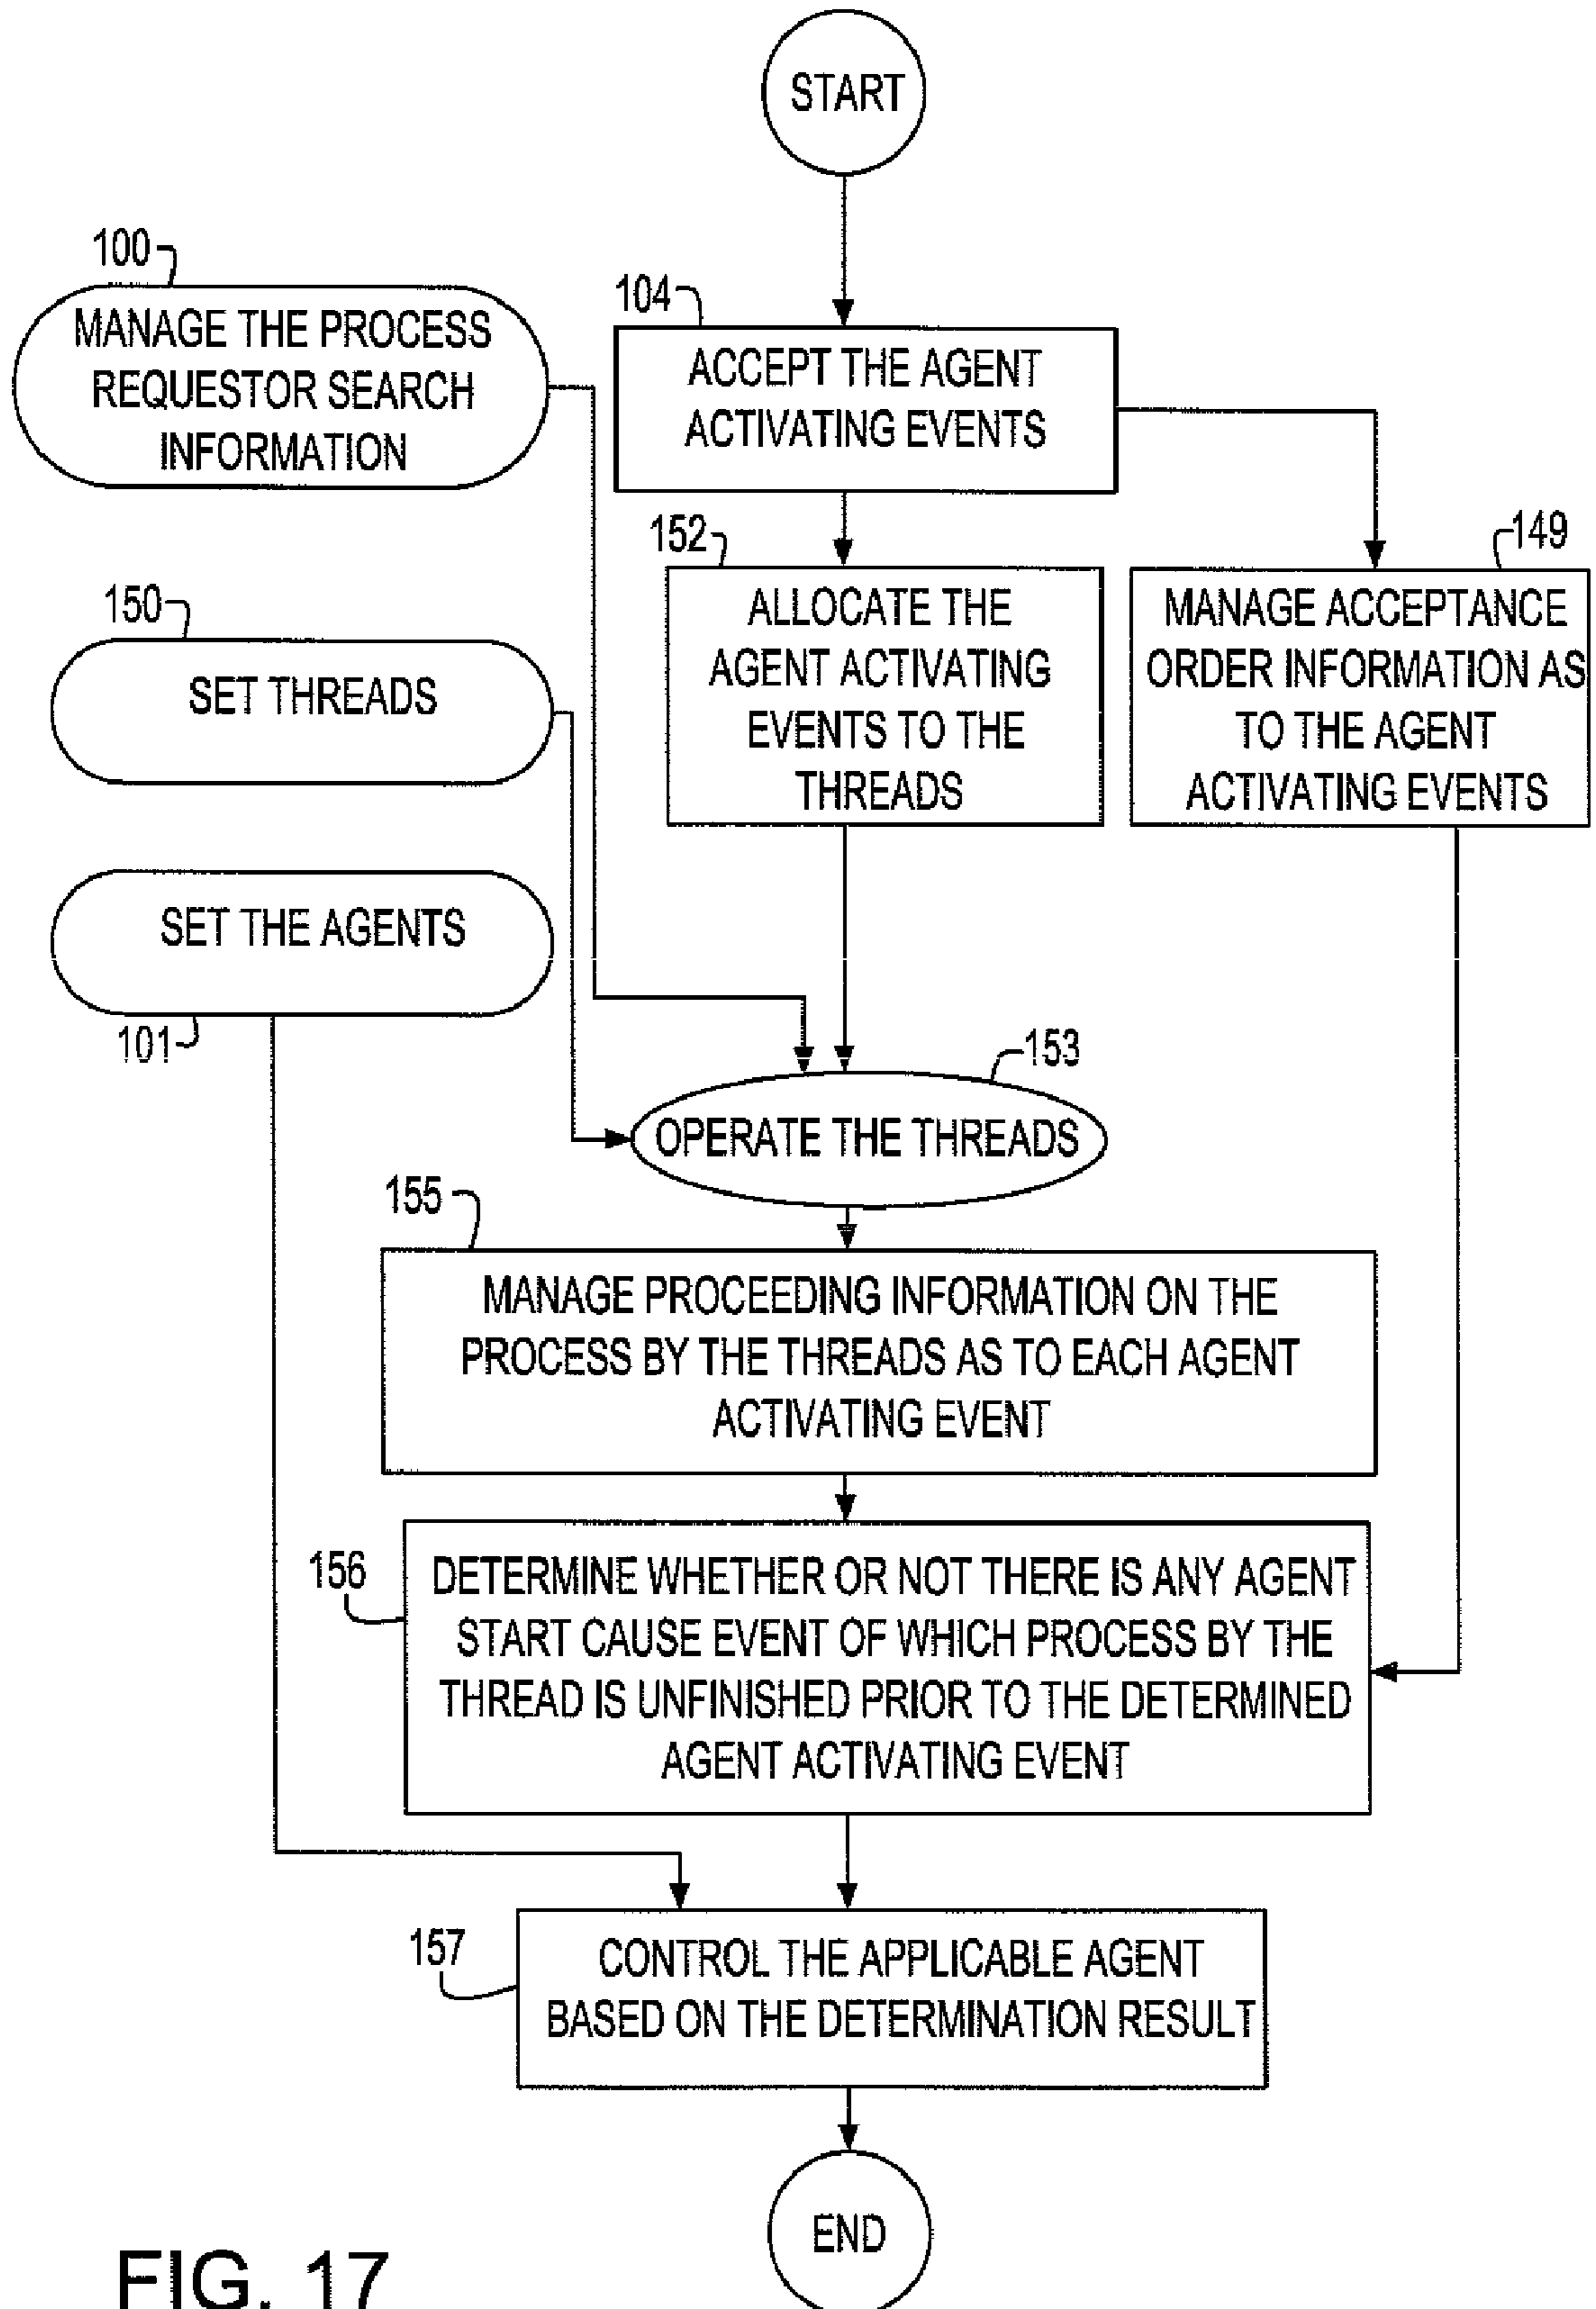 START
100
MANAGE THE PROCESS
REQUESTOR SEARCH
INFORMATION
104
ACCEPT THE AGENT
ACTIVATING EVENTS
152
ALLOCATE THE
AGENT ACTIVATING
EVENTS TO THE
THREADS
149
MANAGE ACCEPTANCE
ORDER INFORMATION AS
TO THE AGENT
ACTIVATING EVENTS
150
SET THREADS
SET THE AGENTS
101
153
OPERATE THE THREADS
155
MANAGE PROCEEDING INFORMATION ON THE
PROCESS BY THE THREADS AS TO EACH AGENT
ACTIVATING EVENT
156
DETERMINE WHETHER OR NOT THERE IS ANY AGENT
START CAUSE EVENT OF WHICH PROCESS BY THE
THREAD IS UNFINISHED PRIOR TO THE DETERMINED
AGENT ACTIVATING EVENT
157
CONTROL THE APPLICABLE AGENT
BASED ON THE DETERMINATION RESULT
END
FIG. 17